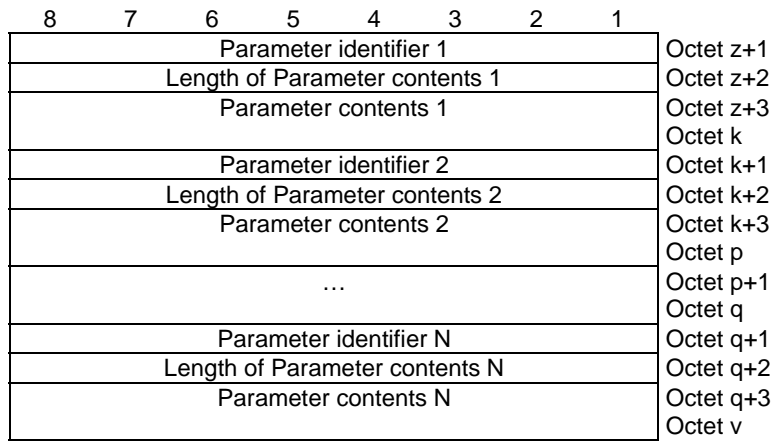 8 7 6 5 4 3 2 1
Parameter identifier 1 Octet z+1
Length of Parameter contents 1 Octet z+2
Parameter contents 1 Octet z+3
Octet k
Parameter identifier 2 Octet k+1
Length of Parameter contents 2 Octet k+2
Parameter contents 2 Octet k+3
Octet p
… Octet p+1
Octet q
Parameter identifier N Octet q+1
Length of Parameter contents N Octet q+2
Parameter contents N Octet q+3
Octet v